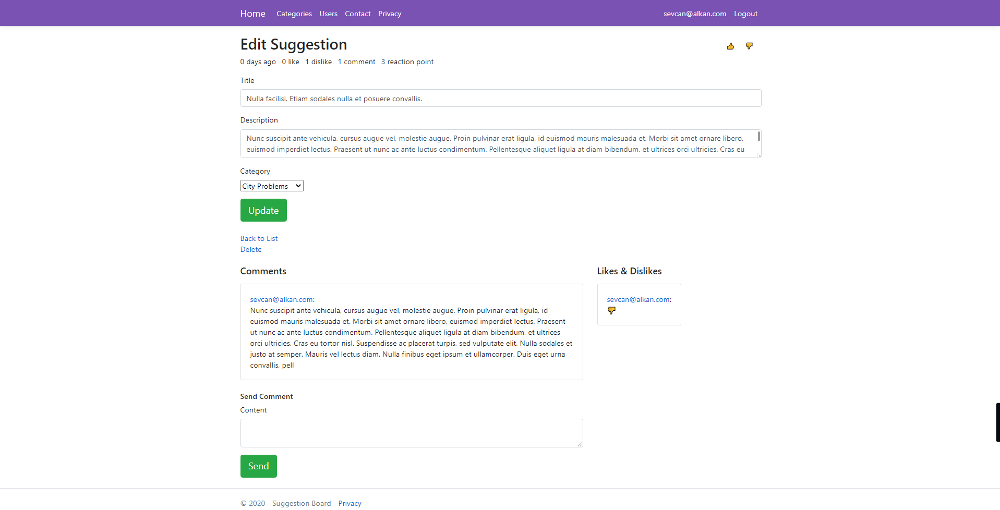 Home Categories Users Contact Privacy sevcan@alkan.com Logout
Edit Suggestion
0 days ago 0 like 1 dislike 1 comment 3 reaction point
Title
Nulla facilisi. Etiam sodales nulla et posuere convallis.
Description
Nunc suscipit ante vehicula, cursus augue vel, molestie augue. Proin pulvinar erat ligula, id euismod mauris malesuada et. Morbi sit amet ornare libero,
euismod imperdiet lectus. Praesent ut nunc ac ante luctus condimentum. Pellentesque aliquet ligula at diam bibendum, et ultrices orci ultricies. Cras eu
Category
City Problems
Update
Back to List
Delete
Comments
sevcan@alkan.com:
Nunc suscipit ante vehicula, cursus augue vel, molestie augue. Proin pulvinar erat ligula, id
euismod mauris malesuada et. Morbi sit amet ornare libero, euismod imperdiet lectus. Praesent
ut nunc ac ante luctus condimentum. Pellentesque aliquet ligula at diam bibendum, et ultrices
orci ultricies. Cras eu tortor nisl. Suspendisse ac placerat turpis, sed vulputate elit. Nulla sodales et
justo at semper. Mauris vel lectus diam. Nulla finibus eget ipsum et ullamcorper. Duis eget urna
convallis, pell
Likes & Dislikes
sevcan@alkan.com:
Send Comment
Content
Send
© 2020 - Suggestion Board - Privacy